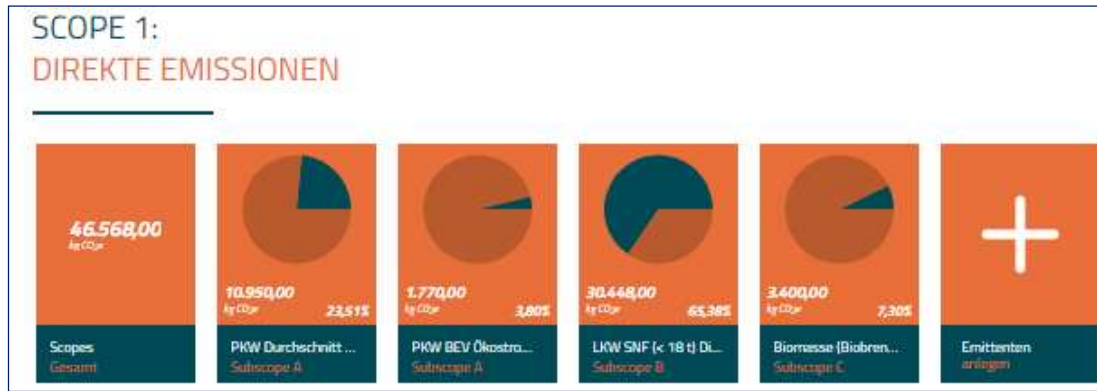 SCOPE 1:
DIREKTE EMISSIONEN
46.568,00
kg CO₂e
Scopes
Gesamt
10.950,00
kg CO₂e
23,51%
PKW Durchschnitt ...
Subscope A
1.770,00
kg CO₂e
3,80%
PKW BEV Ökostro...
Subscope A
30.448,00
kg CO₂e
65,38%
LKW SNF (< 18 t) Di...
Subscope B
3.400,00
kg CO₂e
7,30%
Biomasse (Biobren...
Subscope C
Emittenten
anlegen